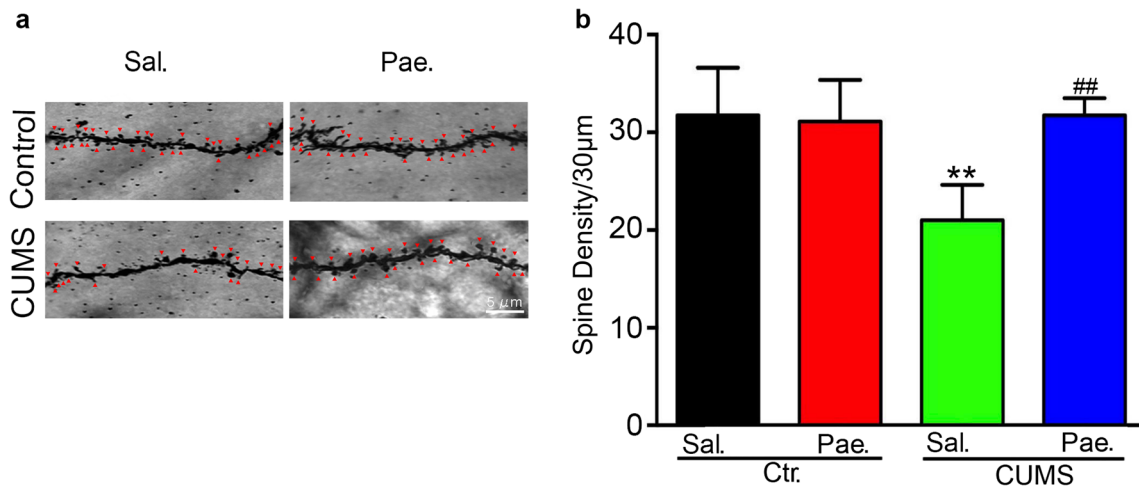 a
Sal.
Pae.
Control
CUMS
5 μm
b
Spine Density/30μm
40
30
20
10
0
**
##
Sal.
Pae.
Sal.
Pae.
Ctr.
CUMS